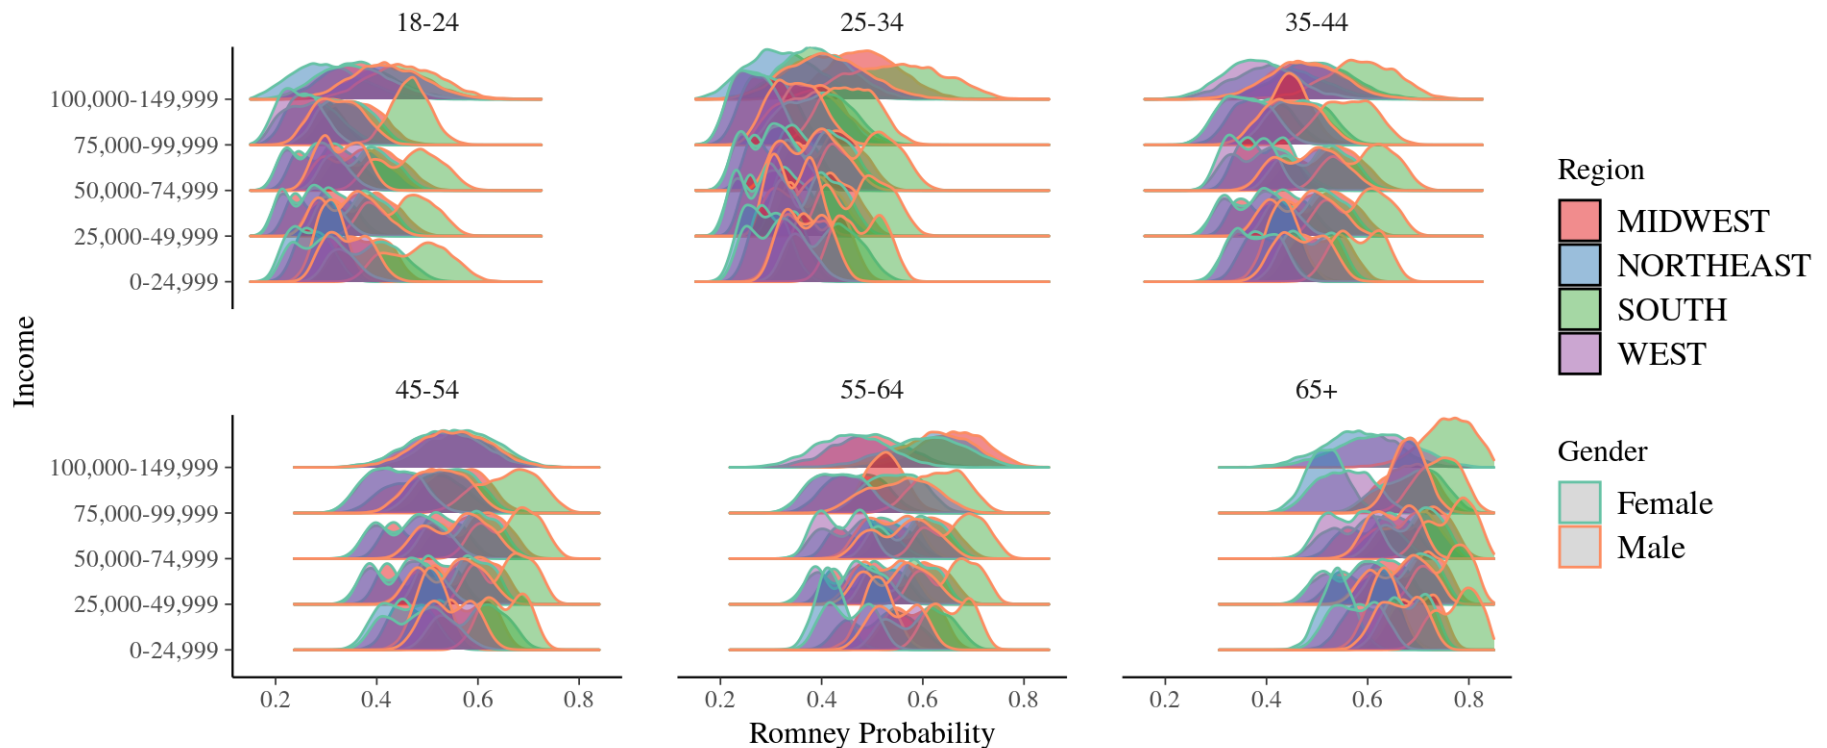 18-24
25-34
35-44
100,000-149,999
75,000-99,999
50,000-74,999
25,000-49,999
0-24,999
Income
45-54
55-64
65+
100,000-149,999
75,000-99,999
50,000-74,999
25,000-49,999
0-24,999
0.2 0.4 0.6 0.8
0.2 0.4 0.6 0.8
0.2 0.4 0.6 0.8
Romney Probability
Region
MIDWEST
NORTHEAST
SOUTH
WEST
Gender
Female
Male